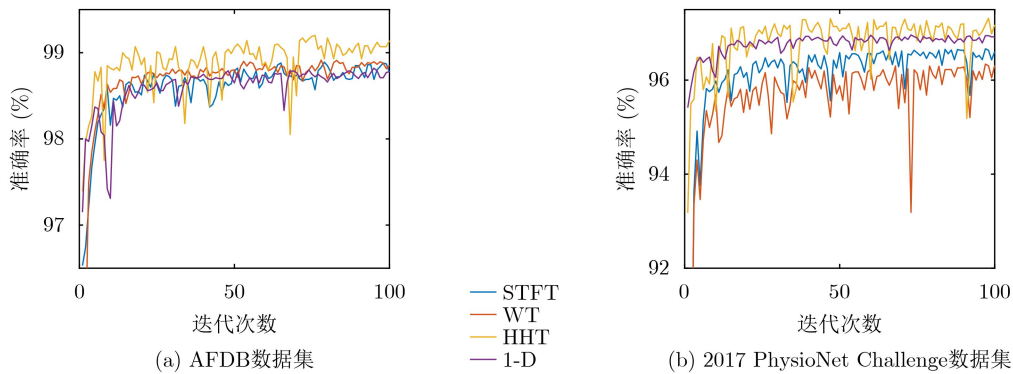 准确率 (%)
99
98
97
0
50
100
迭代次数
(a) AFDB数据集
STFT
WT
HHT
1-D
准确率 (%)
96
94
92
0
50
100
迭代次数
(b) 2017 PhysioNet Challenge数据集